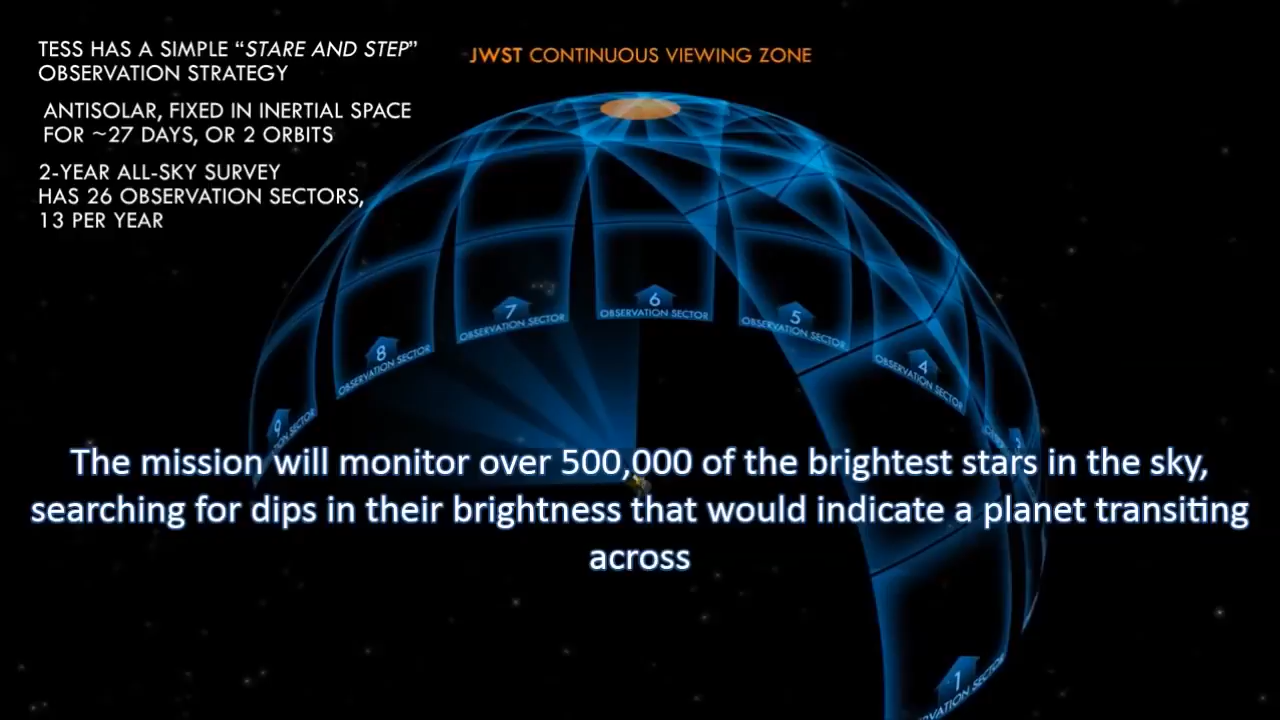 TESS HAS A SIMPLE “STARE AND STEP”
OBSERVATION STRATEGY
ANTISOLAR, FIXED IN INERTIAL SPACE
FOR ~27 DAYS, OR 2 ORBITS
2-YEAR ALL-SKY SURVEY
HAS 26 OBSERVATION SECTORS,
13 PER YEAR
JWST CONTINUOUS VIEWING ZONE
9
SECTOR
8
OBSERVATION SECTOR
7
OBSERVATION SECTOR
6
OBSERVATION SECTOR
5
OBSERVATION SECTOR
4
OBSERVATION SECTOR
1
OBSERVATION SECTOR
The mission will monitor over 500,000 of the brightest stars in the sky,
searching for dips in their brightness that would indicate a planet transiting
across